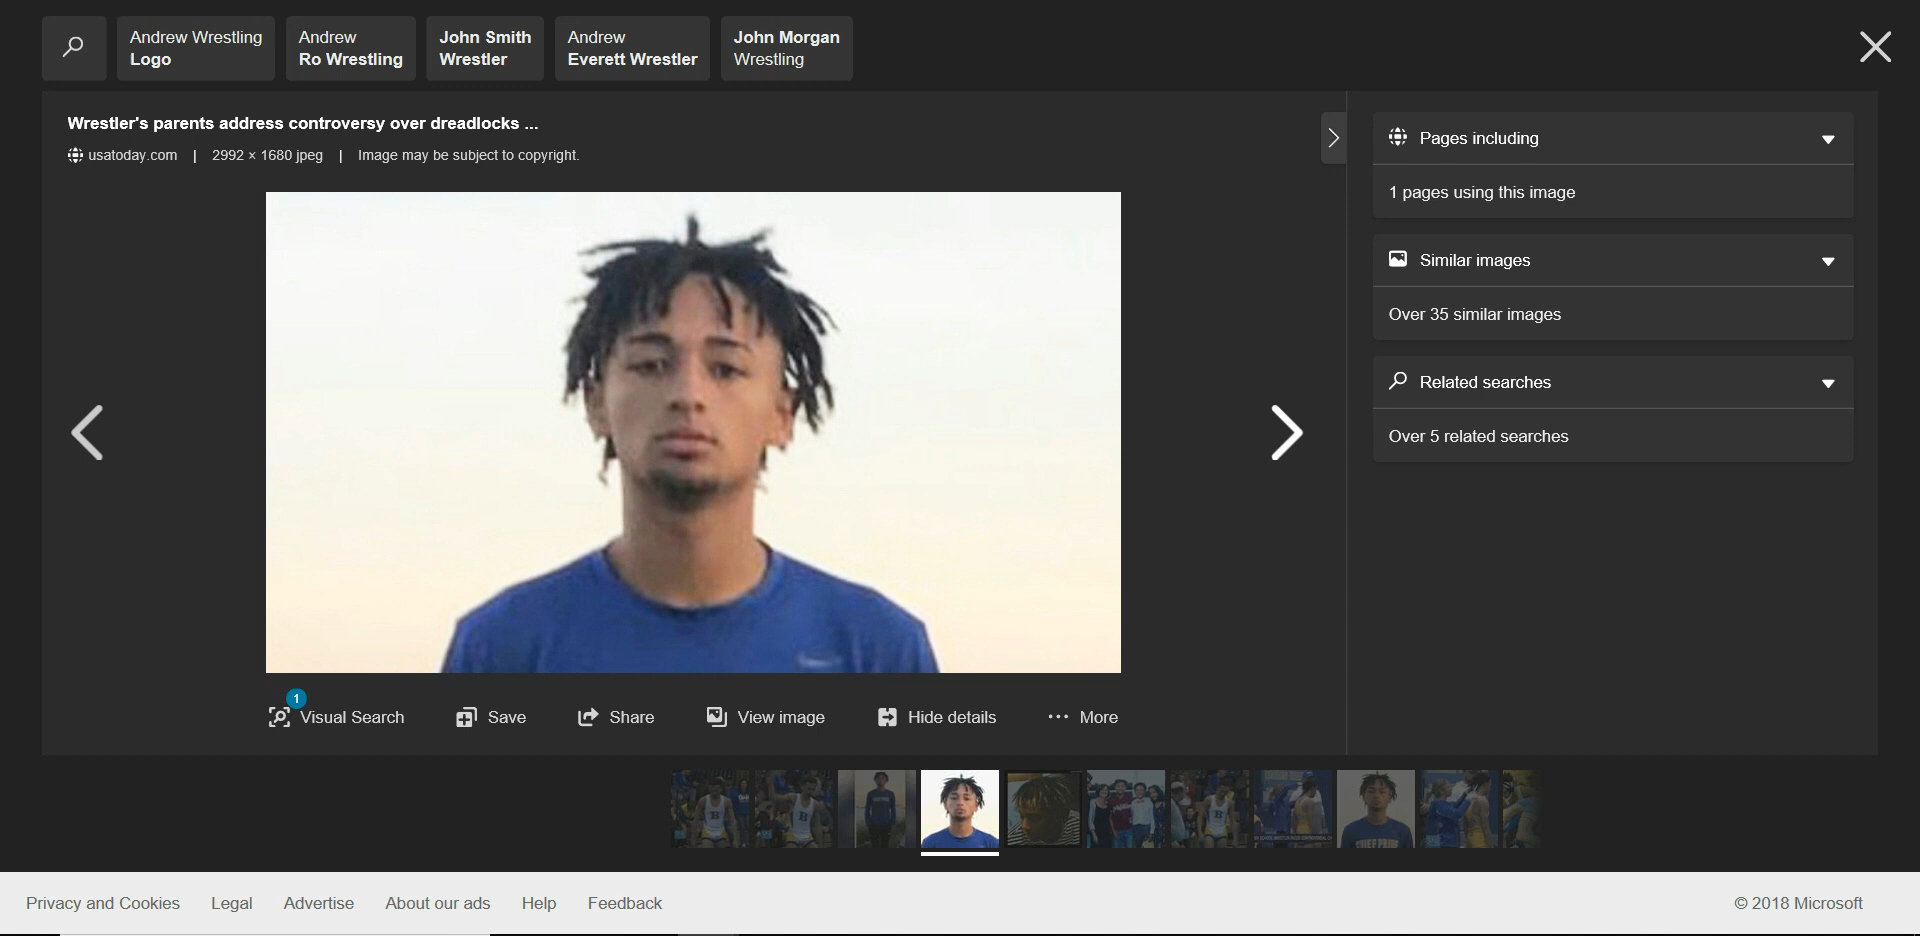 Andrew Wrestling
Logo
Andrew
Ro Wrestling
John Smith
Wrestler
Andrew
Everett Wrestler
John Morgan
Wrestling
Wrestler's parents address controversy over dreadlocks ...
usatoday.com | 2992 × 1680 jpeg | Image may be subject to copyright.
Pages including
1 pages using this image
Similar images
Over 35 similar images
Related searches
Over 5 related searches
1
Visual Search
Save
Share
View image
Hide details
More
B
B
B
CHIEF PRIDE
Privacy and Cookies
Legal
Advertise
About our ads
Help
Feedback
© 2018 Microsoft